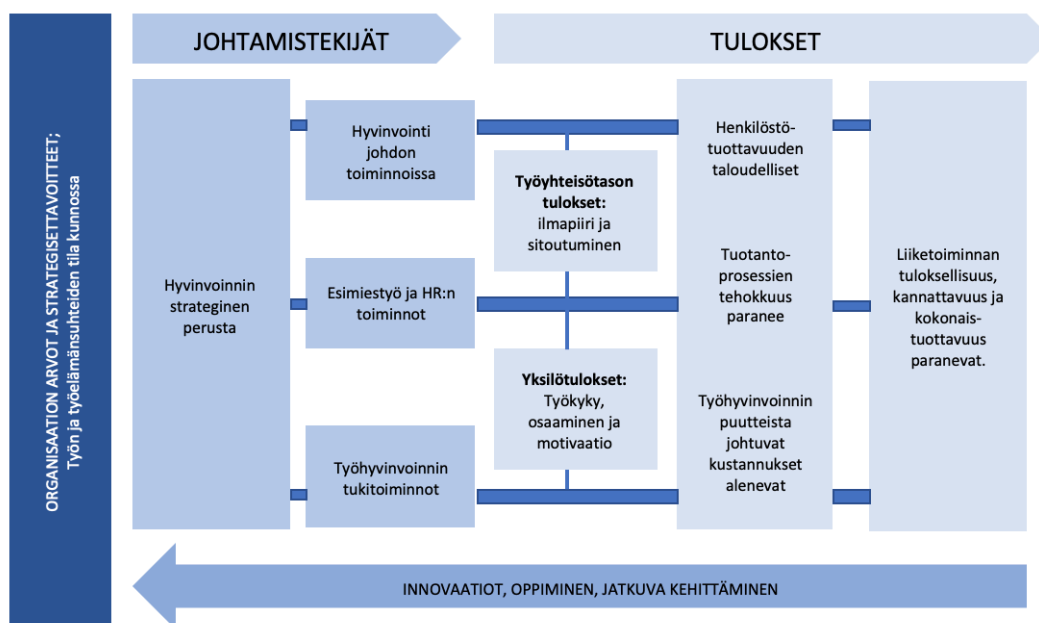 ORGANISAATION ARVOT JA STRATEGISETTAVOITTEET;
Työn ja työelämänsuhteiden tila kunnossa
JOHTAMISTEKIJÄT
TULOKSET
Hyvinvoinnin
strateginen
perusta
Hyvinvointi
johdon
toiminnoissa
Esimiestyö ja HR:n
toiminnot
Työhyvinvoinnin
tukitoiminnot
Työyhteisötason
tulokset:
ilmapiiri ja
sitoutuminen
Yksilötulokset:
Työkyky,
osaaminen ja
motivaatio
Henkilöstö-
tuottavuuden
taloudelliset
Tuotanto-
prosessien
tehokkuus
paranee
Työhyvinvoinnin
puutteista
johtuvat
kustannukset
alenevat
Liiketoiminnan
tuloksellisuus,
kannattavuus ja
kokonais-
tuottavuus
paranevat.
INNOVAATIOT, OPPIMINEN, JATKUVA KEHITTÄMINEN